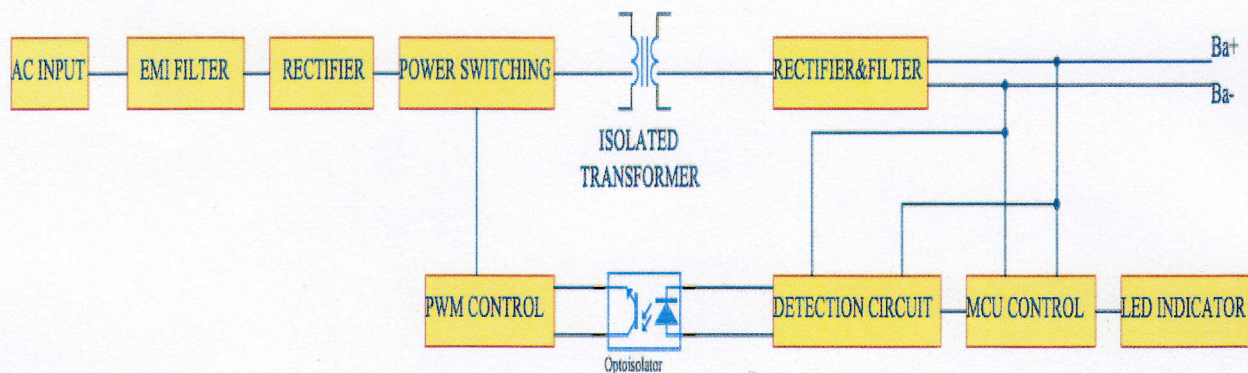 AC INPUT
EMI FILTER
RECTIFIER
POWER SWITCHING
ISOLATED
TRANSFORMER
RECTIFIER&FILTER
Ba+
Ba-
PWM CONTROL
Optoisolator
DETECTION CIRCUIT
MCU CONTROL
LED INDICATOR